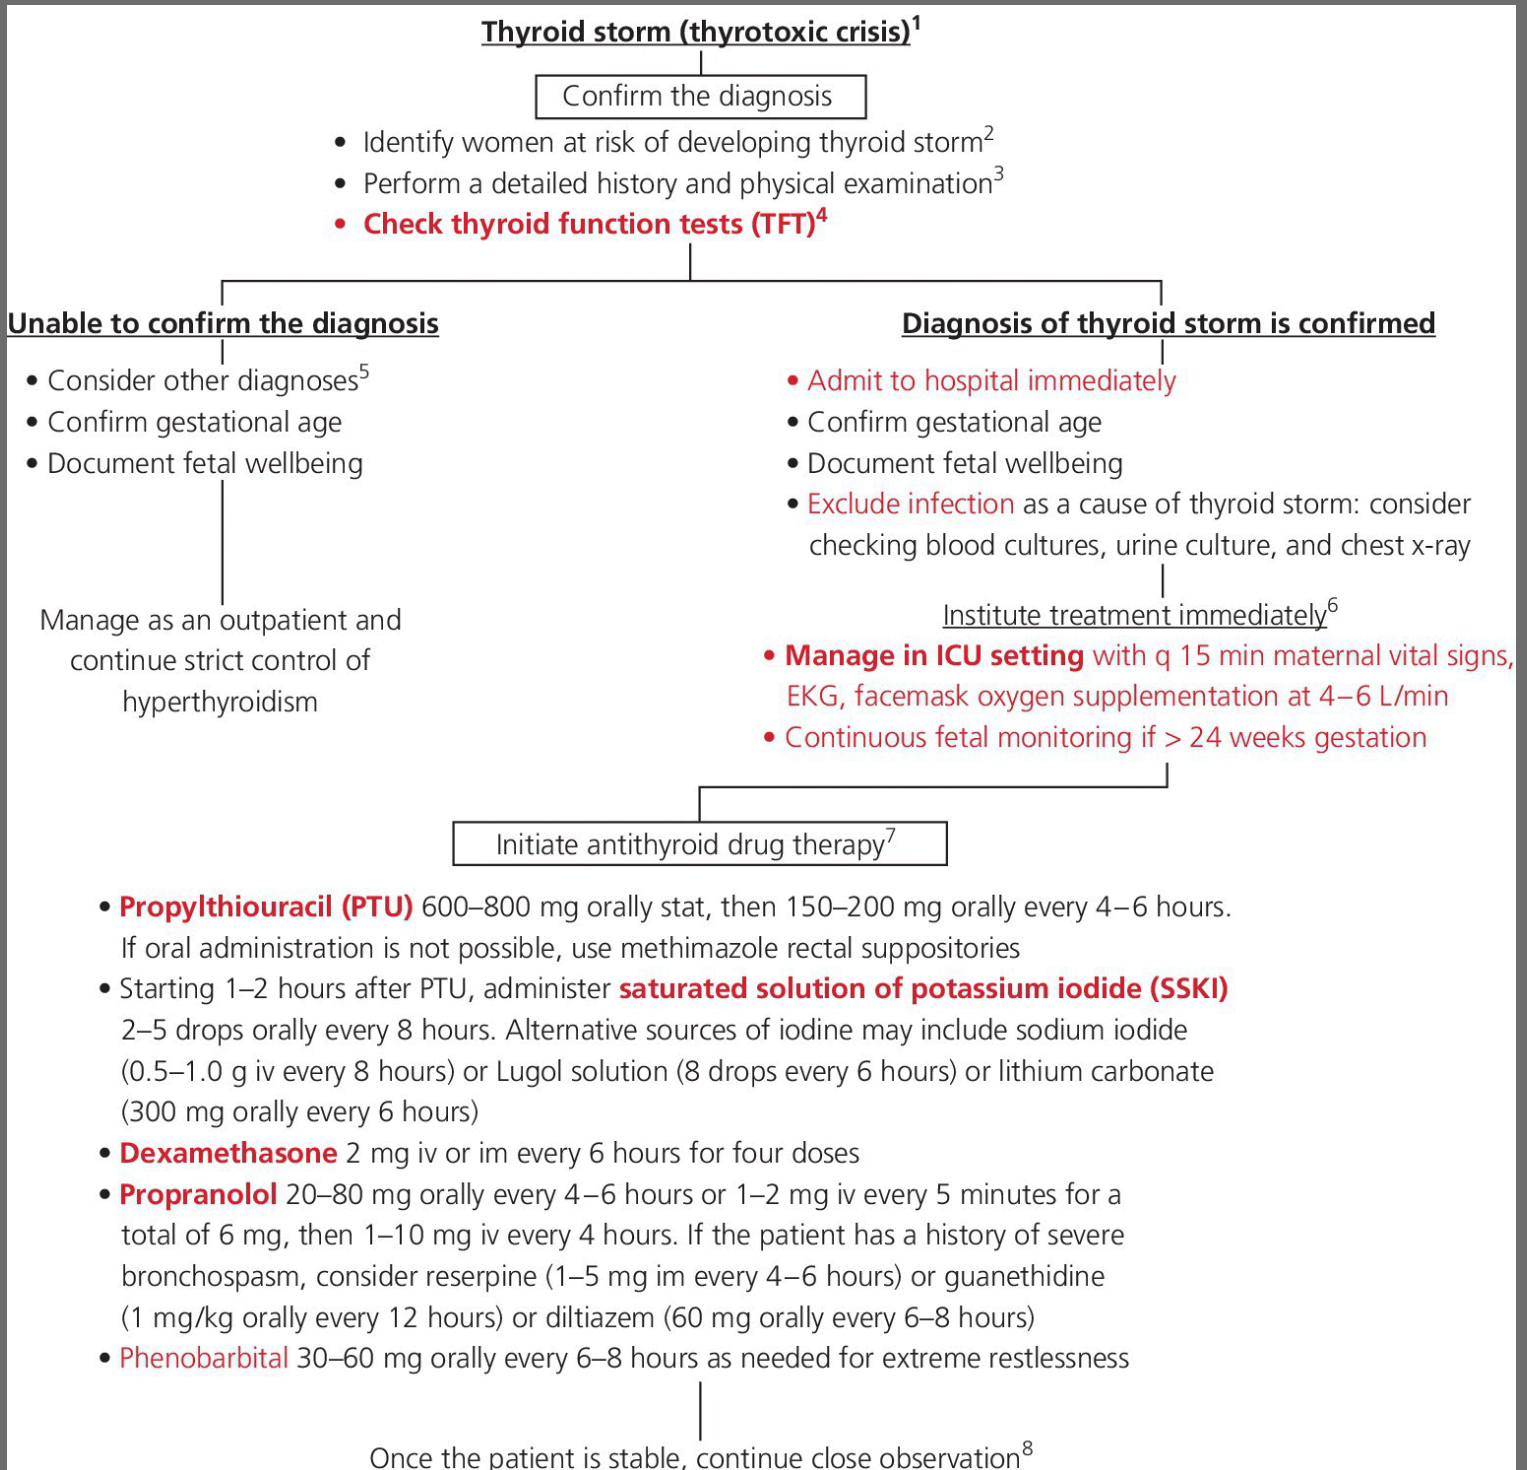 Thyroid storm (thyrotoxic crisis)1
Confirm the diagnosis
• Identify women at risk of developing thyroid storm2
• Perform a detailed history and physical examination3
• Check thyroid function tests (TFT)4
Unable to confirm the diagnosis
• Consider other diagnoses5
• Confirm gestational age
• Document fetal wellbeing
Manage as an outpatient and
continue strict control of
hyperthyroidism
Diagnosis of thyroid storm is confirmed
• Admit to hospital immediately
• Confirm gestational age
• Document fetal wellbeing
• Exclude infection as a cause of thyroid storm: consider
checking blood cultures, urine culture, and chest x-ray
Institute treatment immediately6
• Manage in ICU setting with q 15 min maternal vital signs,
EKG, facemask oxygen supplementation at 4–6 L/min
• Continuous fetal monitoring if > 24 weeks gestation
Initiate antithyroid drug therapy7
• Propylthiouracil (PTU) 600–800 mg orally stat, then 150–200 mg orally every 4–6 hours.
If oral administration is not possible, use methimazole rectal suppositories
• Starting 1–2 hours after PTU, administer saturated solution of potassium iodide (SSKI)
2–5 drops orally every 8 hours. Alternative sources of iodine may include sodium iodide
(0.5–1.0 g iv every 8 hours) or Lugol solution (8 drops every 6 hours) or lithium carbonate
(300 mg orally every 6 hours)
• Dexamethasone 2 mg iv or im every 6 hours for four doses
• Propranolol 20–80 mg orally every 4–6 hours or 1–2 mg iv every 5 minutes for a
total of 6 mg, then 1–10 mg iv every 4 hours. If the patient has a history of severe
bronchospasm, consider reserpine (1–5 mg im every 4–6 hours) or guanethidine
(1 mg/kg orally every 12 hours) or diltiazem (60 mg orally every 6–8 hours)
• Phenobarbital 30–60 mg orally every 6–8 hours as needed for extreme restlessness
Once the patient is stable, continue close observation8